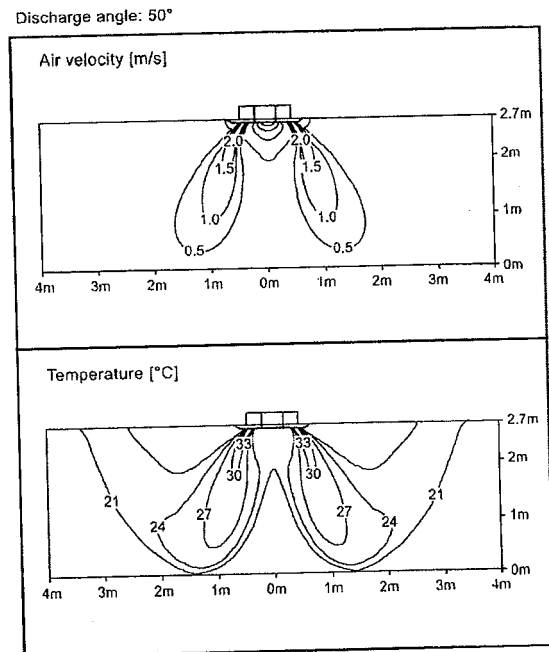 Discharge angle: 50°
Air velocity [m/s]
2.7m
2.0 2.0
2m
1.5 1.5
1.0 1.0
1m
0.5 0.5
0m
4m 3m 2m 1m 0m 1m 2m 3m 4m
Temperature [°C]
2.7m
33 33
2m
30 30
21 21
27 27
24 24
1m
0m
4m 3m 2m 1m 0m 1m 2m 3m 4m